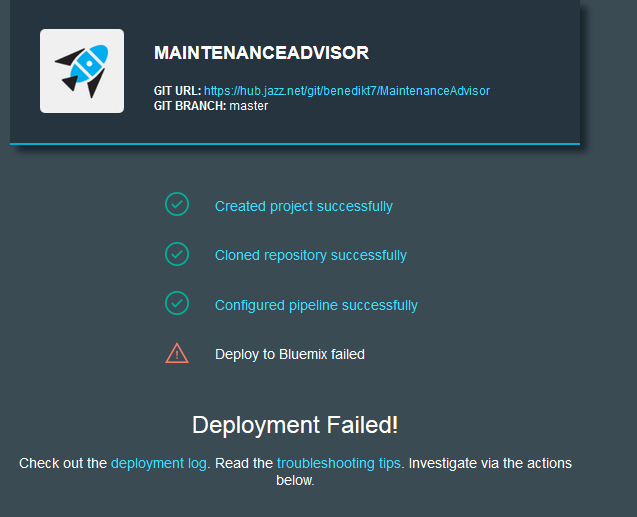 MAINTENANCEADVISOR
GIT URL: https://hub.jazz.net/git/benedikt7/MaintenanceAdvisor
GIT BRANCH: master
Created project successfully
Cloned repository successfully
Configured pipeline successfully
Deploy to Bluemix failed
Deployment Failed!
Check out the deployment log. Read the troubleshooting tips. Investigate via the actions
below.